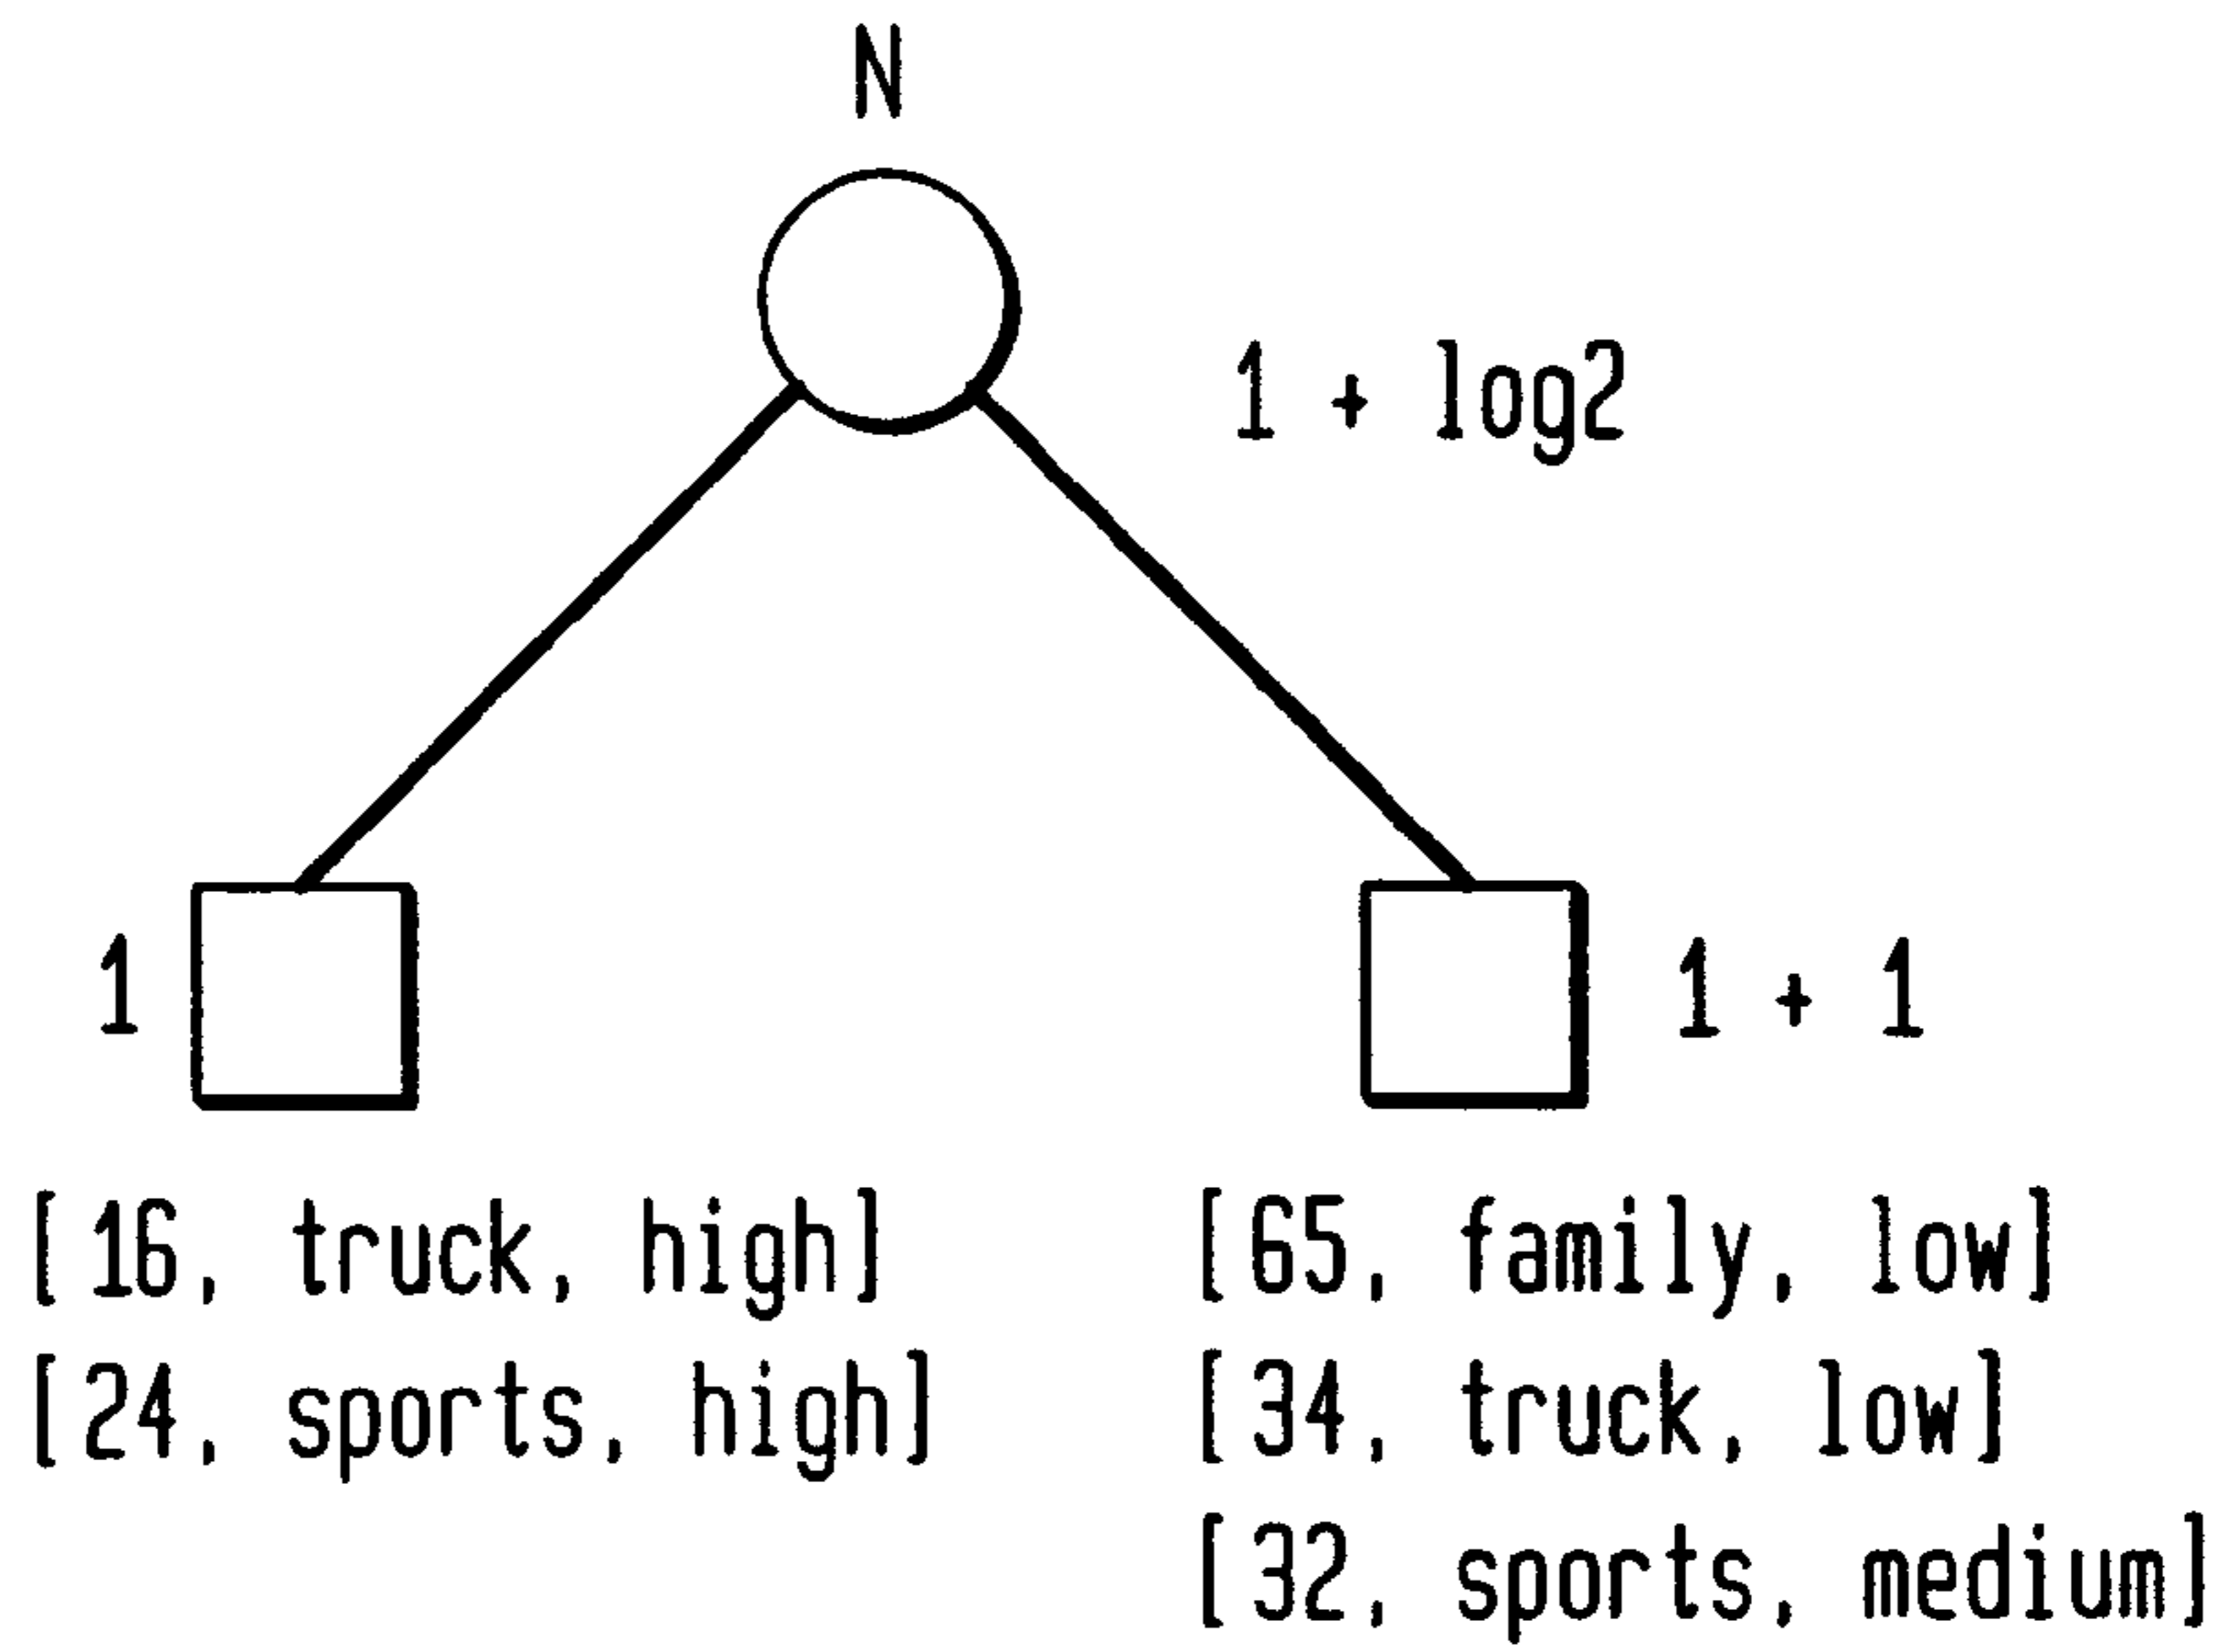 N
1 + log2
1
1 + 1
[16, truck, high]
[24, sports, high]
[65, family, low]
[34, truck, low]
[32, sports, medium]